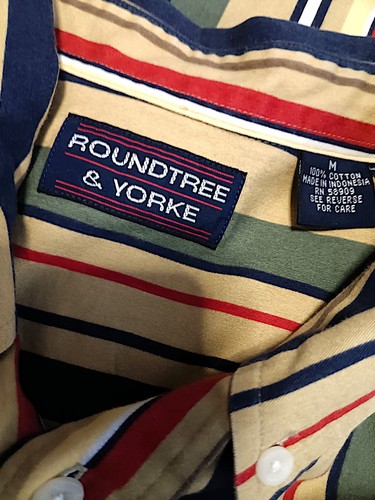 ROUNDTREE
& YORKE
M
100% COTTON
MADE IN INDONESIA
RN 58909
SEE REVERSE
FOR CARE